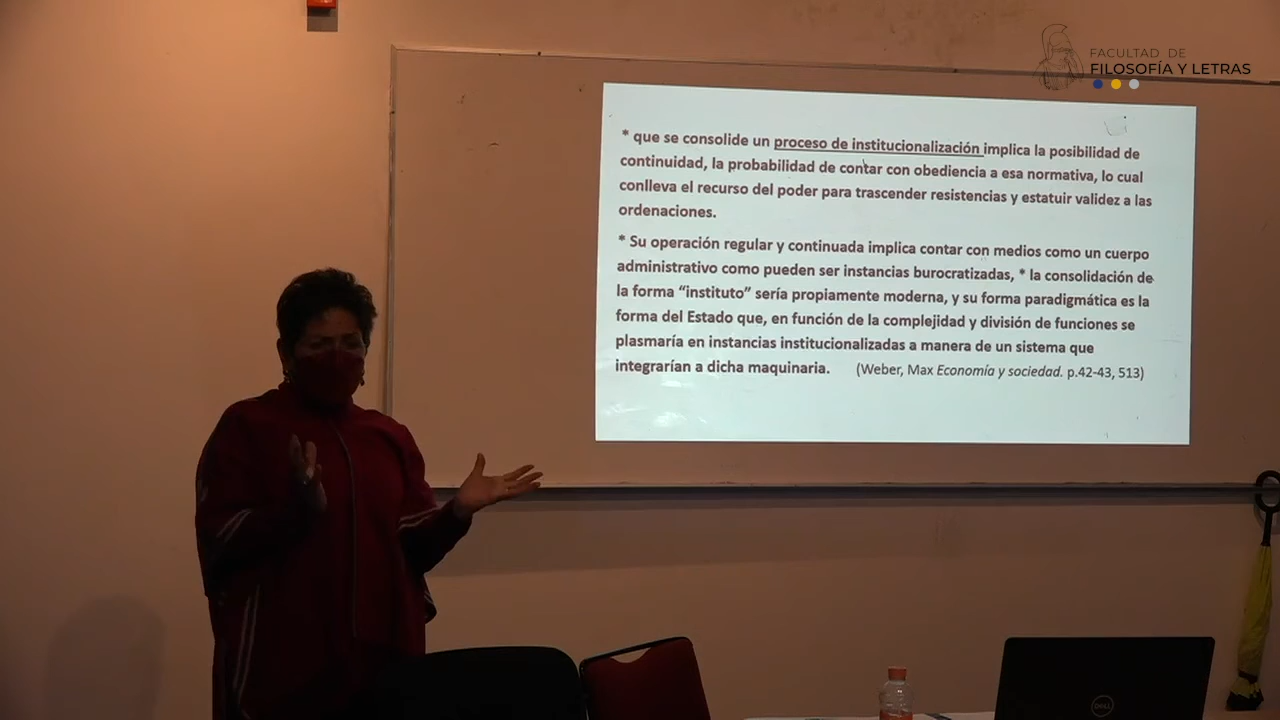 FACULTAD DE
FILOSOFÍA Y LETRAS
* que se consolide un proceso de institucionalización implica la posibilidad de
continuidad, la probabilidad de contar con obediencia a esa normativa, lo cual
conlleva el recurso del poder para trascender resistencias y estatuir validez a las
ordenaciones.
* Su operación regular y continuada implica contar con medios como un cuerpo
administrativo como pueden ser instancias burocratizadas, * la consolidación de
la forma “instituto” sería propiamente moderna, y su forma paradigmática es la
forma del Estado que, en función de la complejidad y división de funciones se
plasmaría en instancias institucionalizadas a manera de un sistema que
integrarían a dicha maquinaria. (Weber, Max Economía y sociedad. p.42-43, 513)
DELL